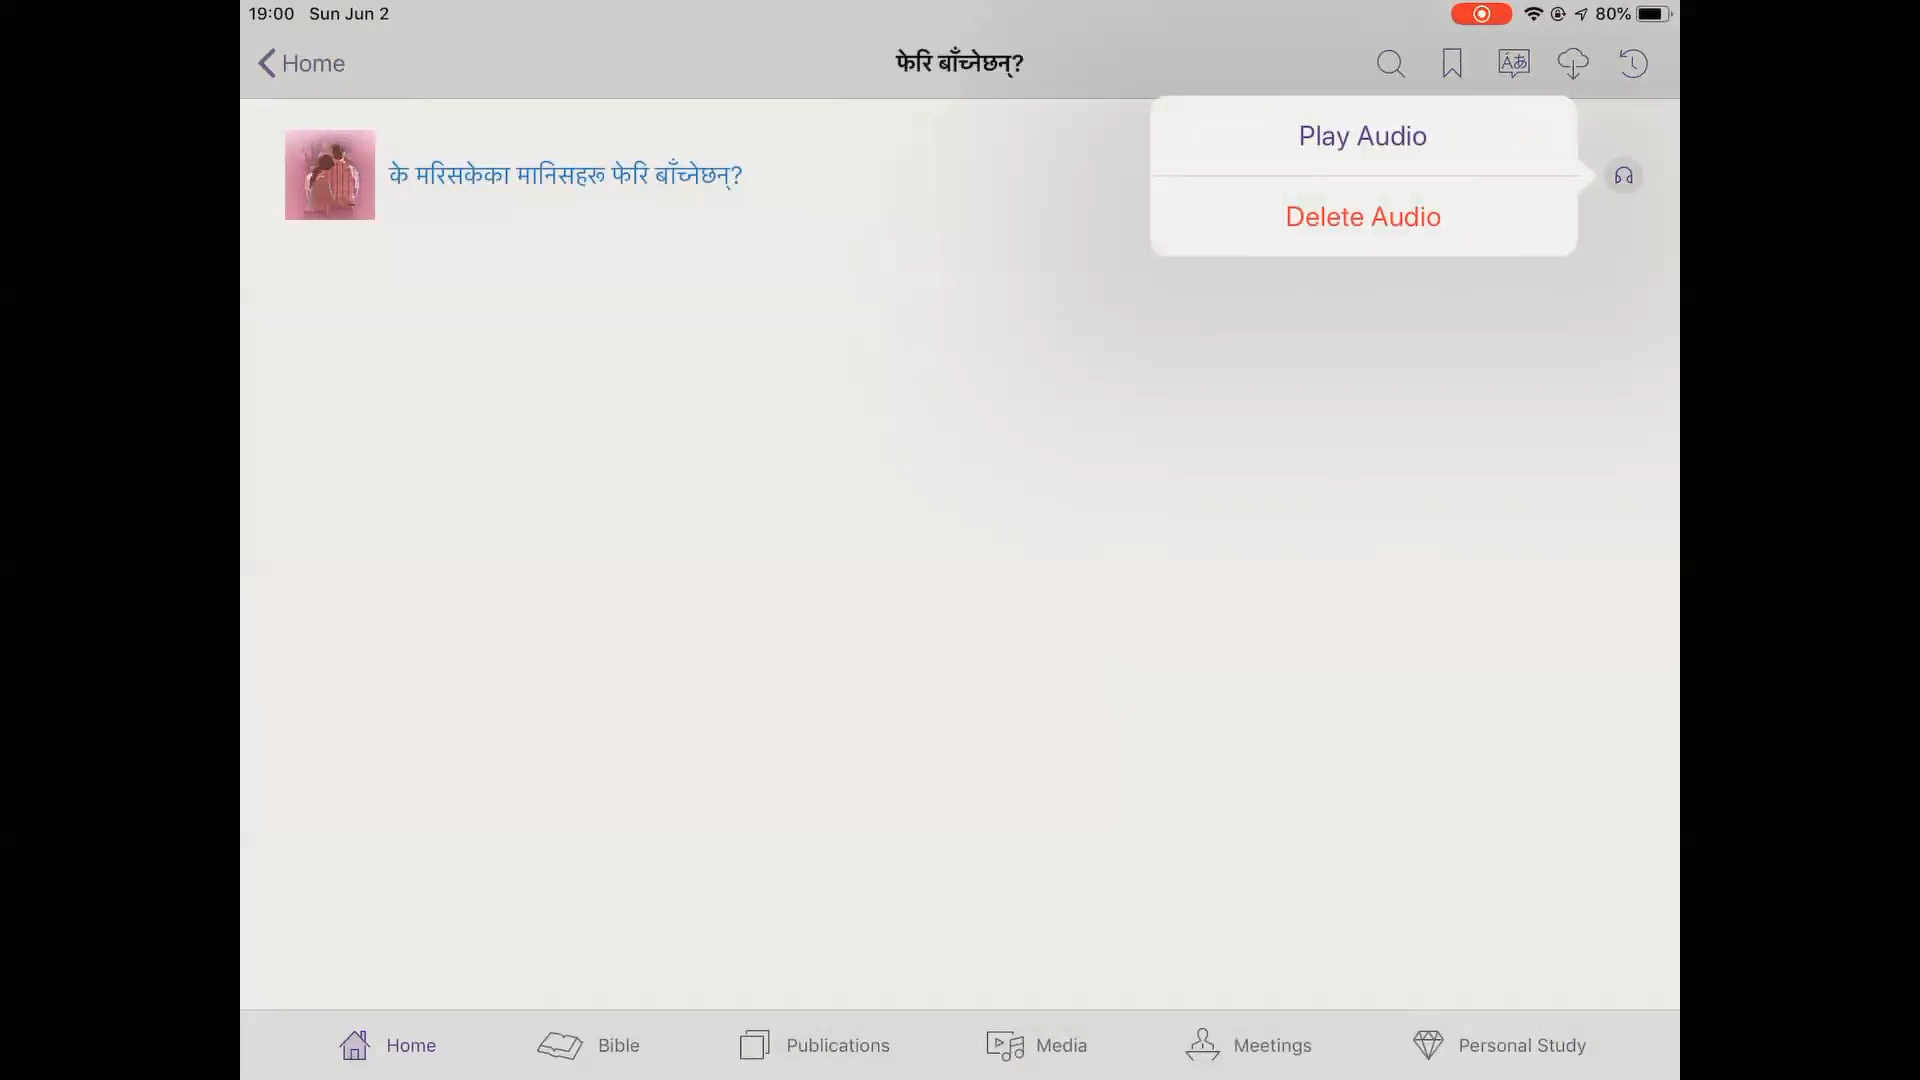 19:00 Sun Jun 2 80%
Home
फेरि बाँच्नेछन्?
Play Audio
के मरिसकेका मानिसहरू फेरि बाँच्नेछन्?
Delete Audio
Home Bible Publications Media Meetings Personal Study